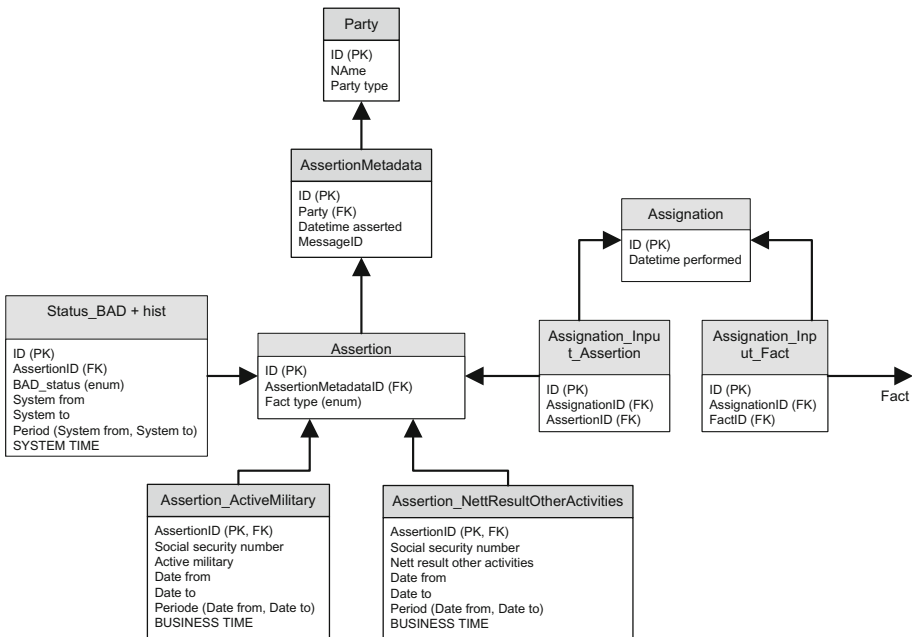 Party
ID (PK)
NAme
Party type
AssertionMetadata
ID (PK)
Party (FK)
Datetime asserted
MessageID
Assignation
ID (PK)
Datetime performed
Status_BAD + hist
ID (PK)
AssertionID (FK)
BAD_status (enum)
System from
System to
Period (System from, System to)
SYSTEM TIME
Assertion
ID (PK)
AssertionMetadataID (FK)
Fact type (enum)
Assignation_Inpu
t_Assertion
ID (PK)
AssignationID (FK)
AssertionID (FK)
Assignation_Inp
ut_Fact
ID (PK)
AssignationID (FK)
FactID (FK)
Fact
Assertion_ActiveMilitary
AssertionID (PK, FK)
Social security number
Active military
Date from
Date to
Periode (Date from, Date to)
BUSINESS TIME
Assertion_NettResultOtherActivities
AssertionID (PK, FK)
Social security number
Nett result other activities
Date from
Date to
Period (Date from, Date to)
BUSINESS TIME